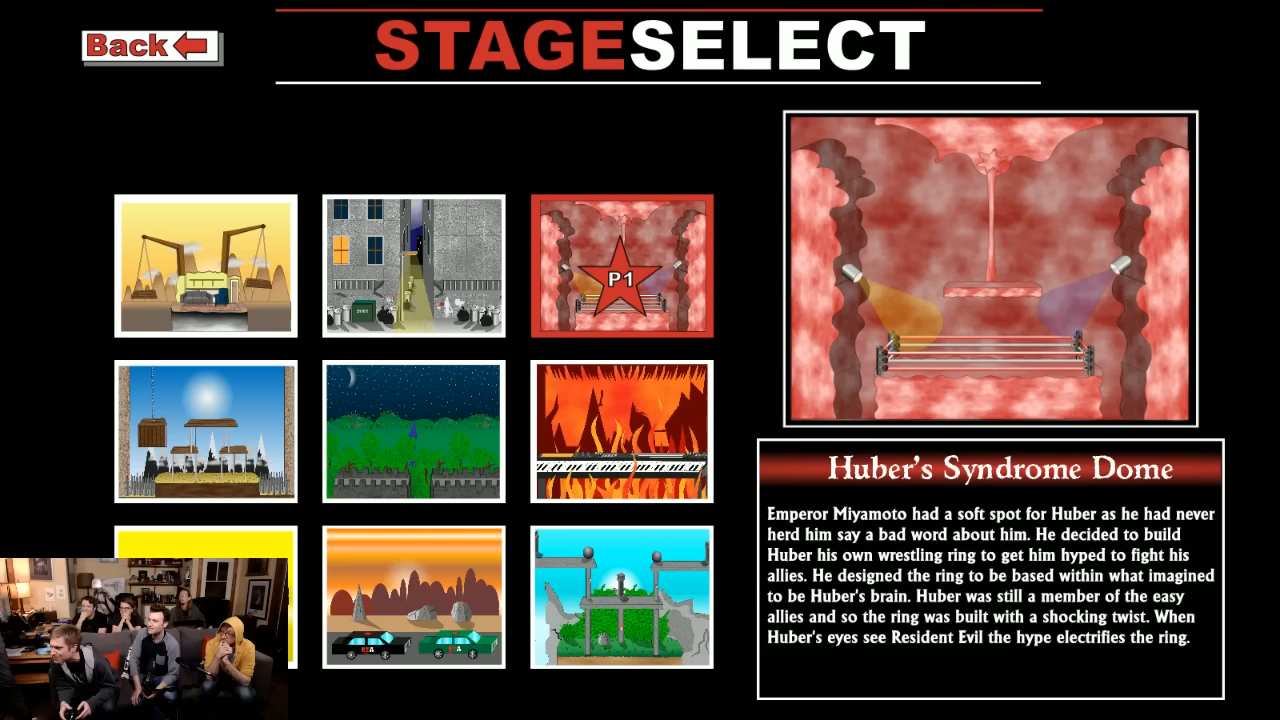 Back
STAGESELECT
P1
Huber's Syndrome Dome
Emperor Miyamoto had a soft spot for Huber as he had never
herd him say a bad word about him. He decided to build
Huber his own wrestling ring to get him hyped to fight his
allies. He designed the ring to be based within what imagined
to be Huber's brain. Huber was still a member of the easy
allies and so the ring was built with a shocking twist. When
Huber's eyes see Resident Evil the hype electrifies the ring.